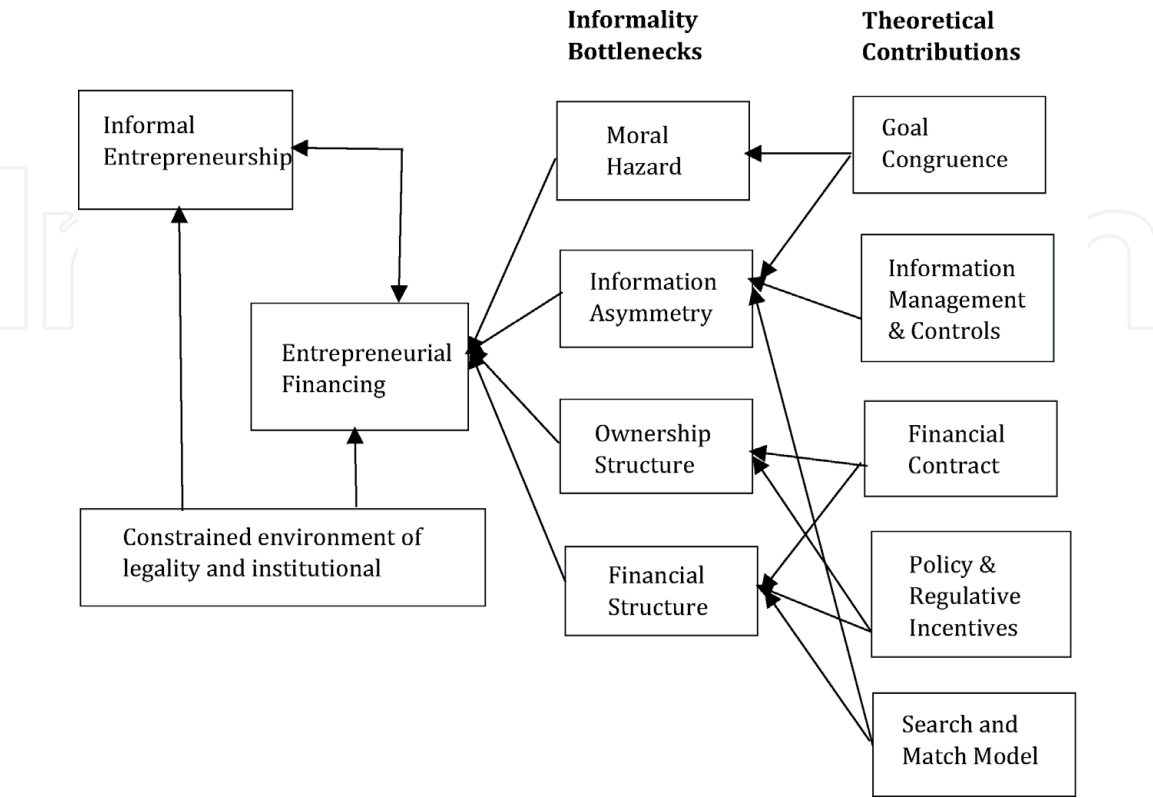 Informality
Bottlenecks
Theoretical
Contributions
Informal
Entrepreneurship
Moral
Hazard
Goal
Congruence
Information
Asymmetry
Information
Management
& Controls
Entrepreneurial
Financing
Ownership
Structure
Financial
Contract
Constrained environment of
legality and institutional
Financial
Structure
Policy &
Regulative
Incentives
Search and
Match Model